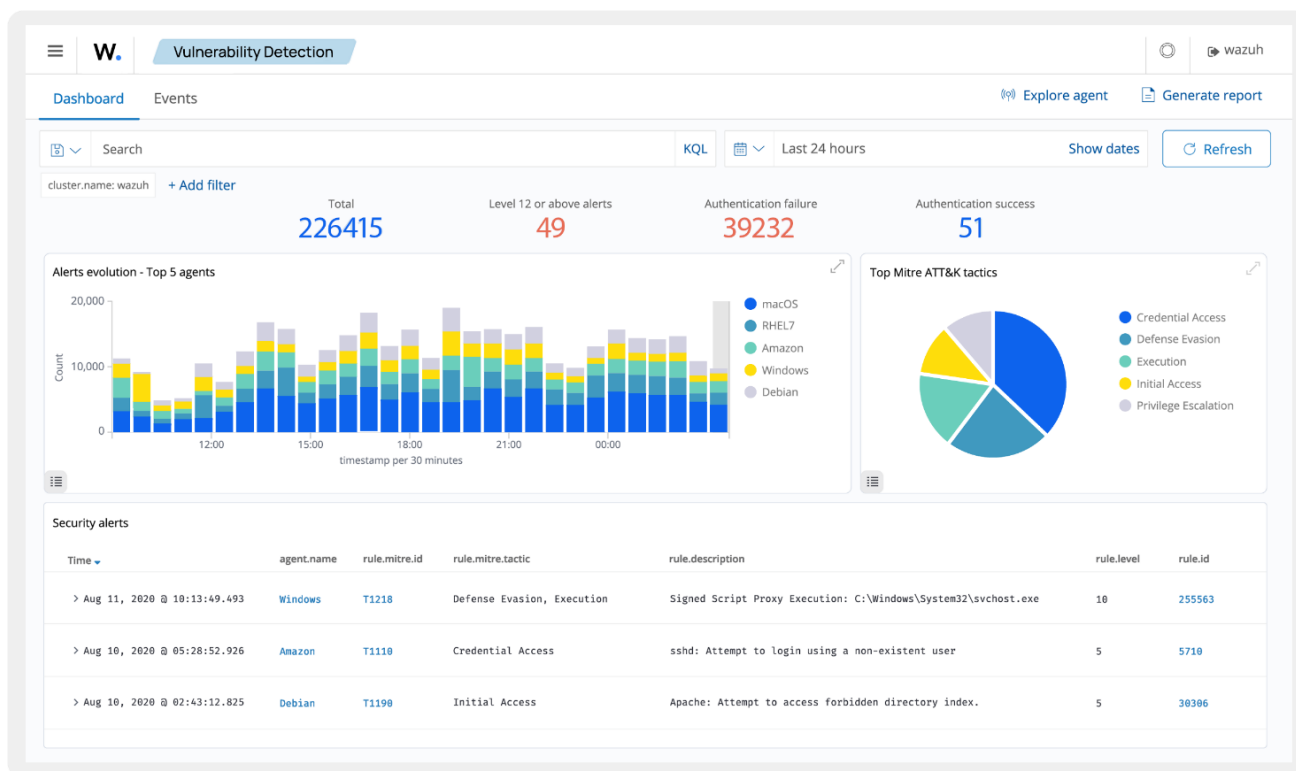 W. Vulnerability Detection wazuh
Dashboard Events Explore agent Generate report
Search KQL Last 24 hours Show dates Refresh
cluster.name: wazuh + Add filter
Total Level 12 or above alerts Authentication failure Authentication success
226415 49 39232 51
Alerts evolution - Top 5 agents
20,000
10,000
0
Count
12:00 15:00 18:00 21:00 00:00
timestamp per 30 minutes
macOS
RHEL7
Amazon
Windows
Debian
Top Mitre ATT&K tactics
Credential Access
Defense Evasion
Execution
Initial Access
Privilege Escalation
Security alerts
Time agent.name rule.mitre.id rule.mitre.tactic rule.description rule.level rule.id
> Aug 11, 2020 @ 10:13:49.493 Windows T1218 Defense Evasion, Execution Signed Script Proxy Execution: C:\Windows\System32\svchost.exe 10 255563
> Aug 10, 2020 @ 05:28:52.926 Amazon T1110 Credential Access sshd: Attempt to login using a non-existent user 5 5710
> Aug 10, 2020 @ 02:43:12.825 Debian T1190 Initial Access Apache: Attempt to access forbidden directory index. 5 30306